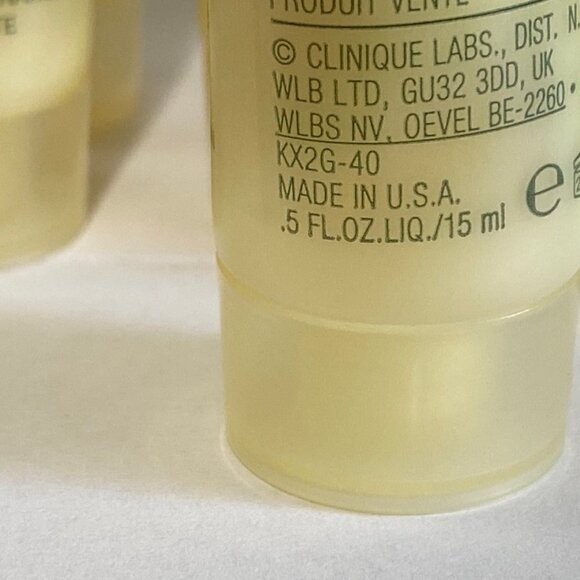 TE
PRODUIT VENTE
© CLINIQUE LABS., DIST. N.
WLB LTD, GU32 3DD, UK
WLBS NV, OEVEL BE-2260 •
KX2G-40
MADE IN U.S.A.
.5 FL.OZ.LIQ./15 ml e